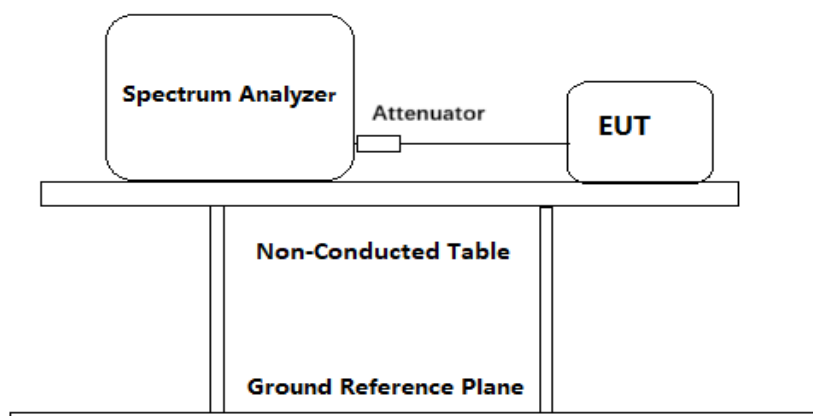 Spectrum Analyzer
Attenuator
EUT
Non-Conducted Table
Ground Reference Plane